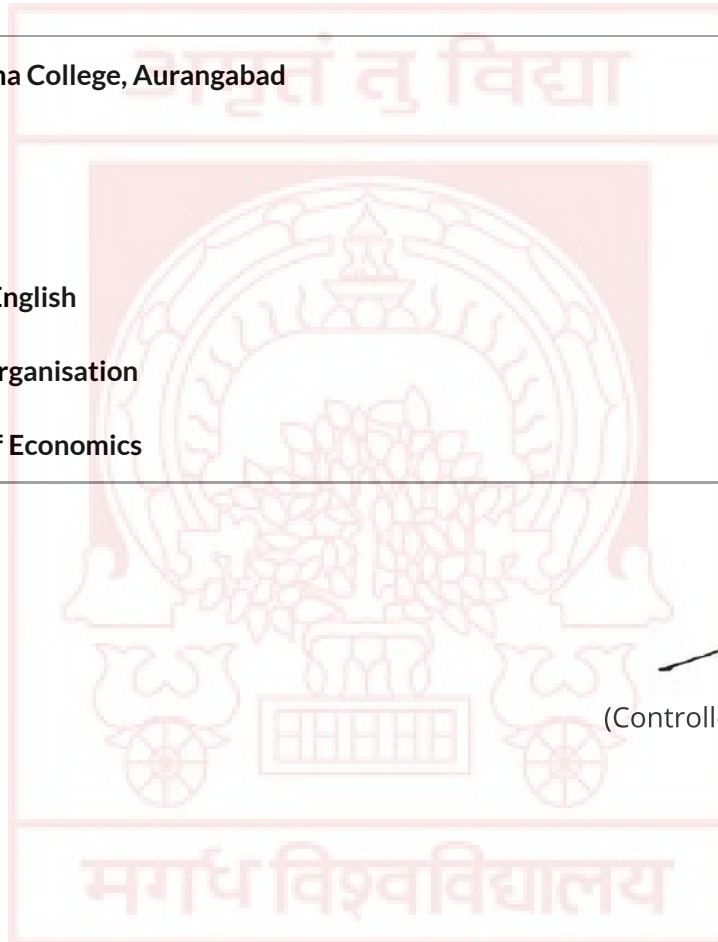 अमृतं तु विद्या
na College, Aurangabad
English
rganisation
f Economics
(Controll
मगध विश्वविद्यालय